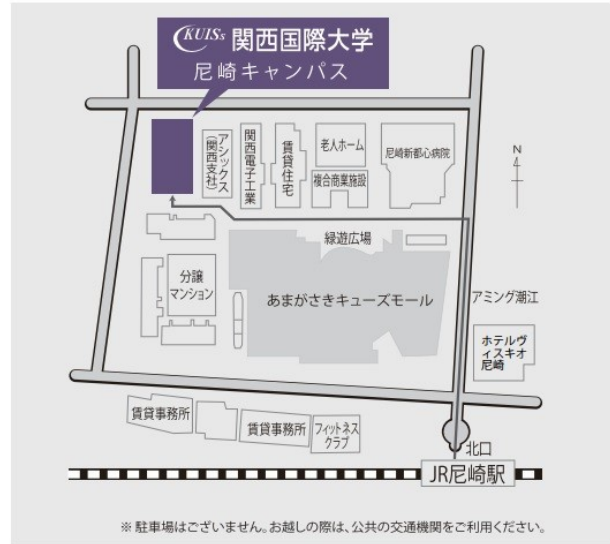 KUISs 関西国際大学
尼崎キャンパス
アシックス
(関西支社)
関西電子工業
賃貸住宅
老人ホーム
複合商業施設
尼崎新都心病院
N
緑遊広場
分譲
マンション
あまがさきキューズモール
アミング潮江
ホテルヴ
ィスキオ
尼崎
賃貸事務所
賃貸事務所
フィットネス
クラブ
北口
JR尼崎駅
※ 駐車場はございません。お越しの際は、公共の交通機関をご利用ください。